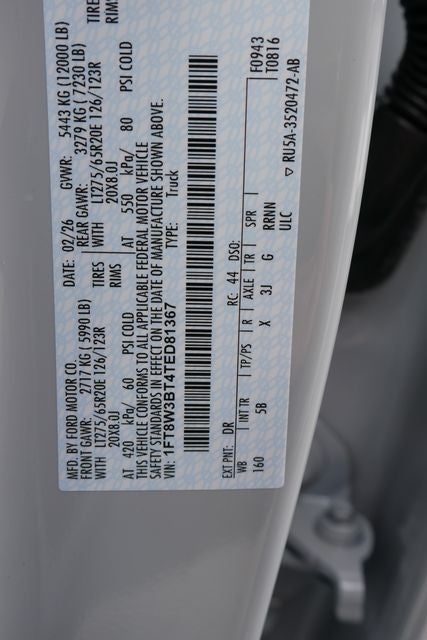 MFD. BY FORD MOTOR CO.
DATE: 02/26 GVWR: 5443 KG (12000 LB)
FRONT GAWR: 2717 KG ( 5990 LB) REAR GAWR: 3279 KG ( 7230 LB)
WITH LT275/65R20E 126/123R TIRES WITH LT275/65R20E 126/123R TIRE
20X8.0J RIMS 20X8.0J RIMS
AT 420 kPa/ 60 PSI COLD AT 550 kPa/ 80 PSI COLD
THIS VEHICLE CONFORMS TO ALL APPLICABLE FEDERAL MOTOR VEHICLE
SAFETY STANDARDS IN EFFECT ON THE DATE OF MANUFACTURE SHOWN ABOVE.
VIN: 1FT8W3BT4TED81367 TYPE: Truck
F0943
T0816
EXT PNT: DR RC: 44 DSO:
WB INT TR TP/PS R AXLE TR SPR
160 5B X 3J G RRNN
ULC
▽ RU5A-3520472-AB